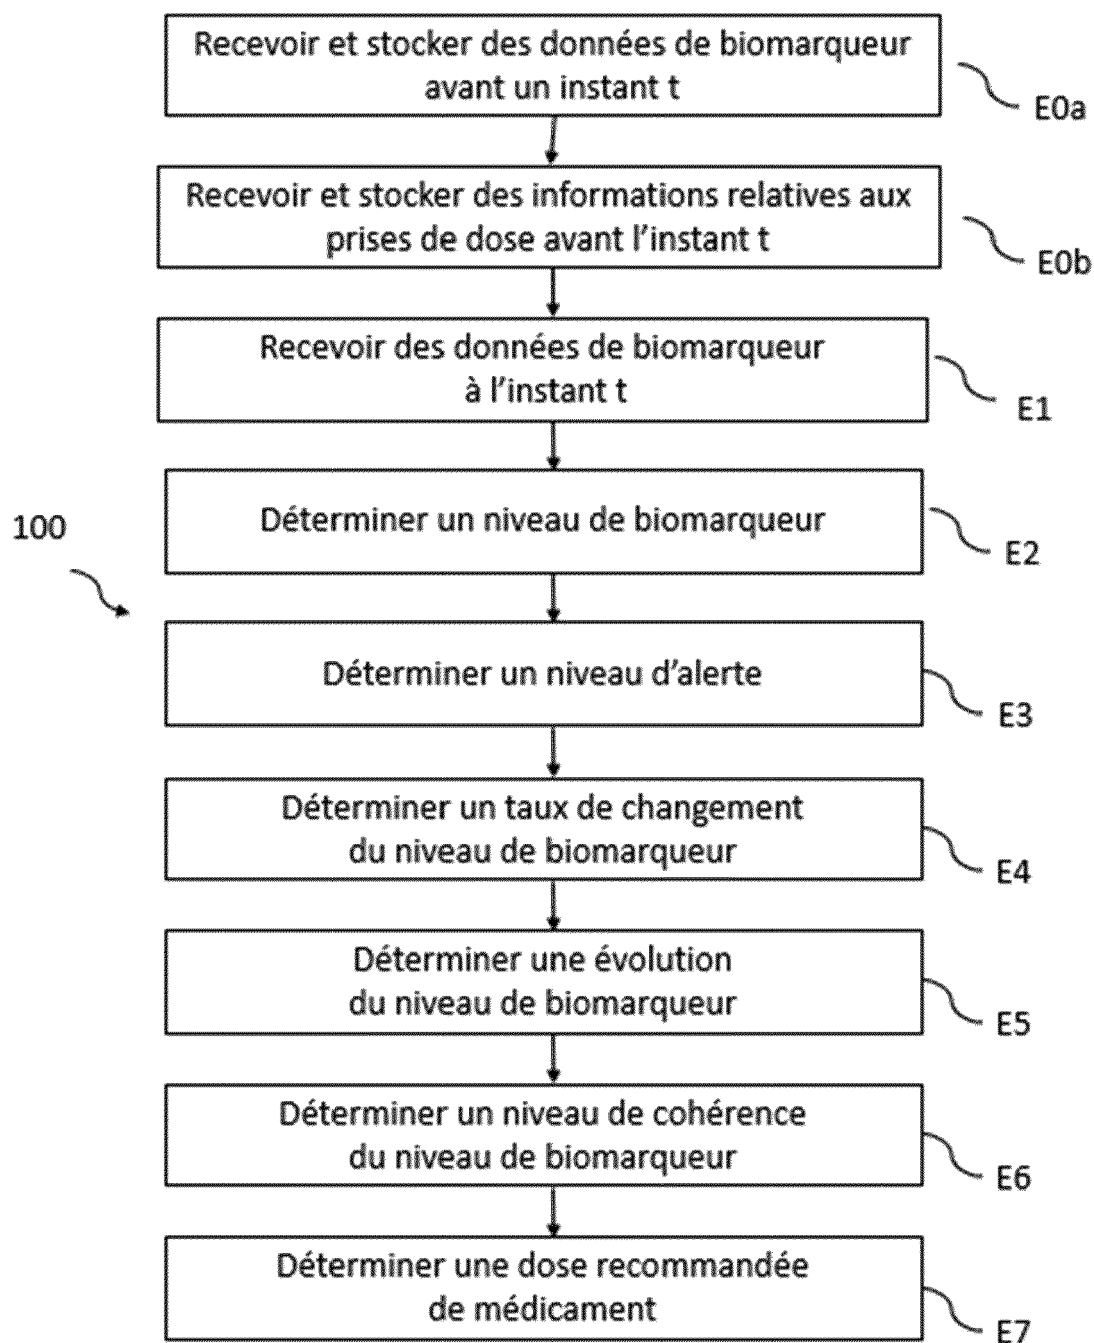 Recevoir et stocker des données de biomarqueur
avant un instant t
E0a
Recevoir et stocker des informations relatives aux
prises de dose avant l'instant t
E0b
Recevoir des données de biomarqueur
à l'instant t
E1
Déterminer un niveau de biomarqueur
100
E2
Déterminer un niveau d'alerte
E3
Déterminer un taux de changement
du niveau de biomarqueur
E4
Déterminer une évolution
du niveau de biomarqueur
E5
Déterminer un niveau de cohérence
du niveau de biomarqueur
E6
Déterminer une dose recommandée
de médicament
E7